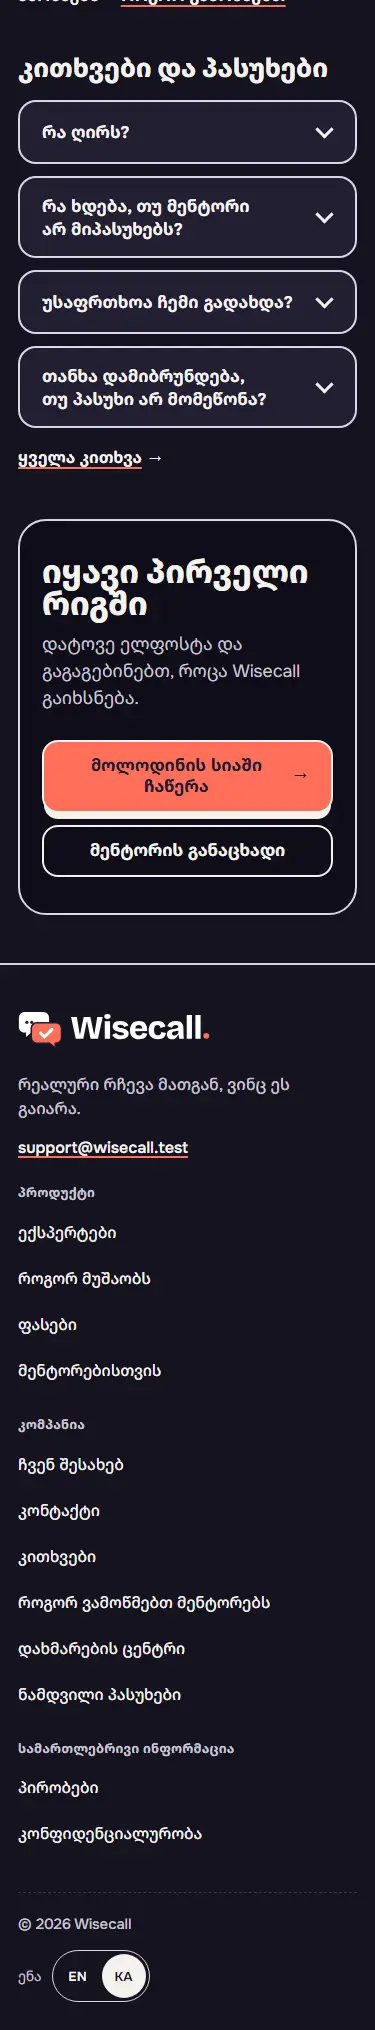 კითხვები და პასუხები
რა ღირს?
რა ხდება, თუ მენტორი
არ მიპასუხებს?
უსაფრთხოა ჩემი გადახდა?
თანხა დამიბრუნდება,
თუ პასუხი არ მომეწონა?
ყველა კითხვა →
იყავი პირველი
რიგში
დატოვე ელფოსტა და
გაგაგებინებთ, როცა Wisecall
გაიხსნება.
მოლოდინის სიაში
ჩაწერა →
მენტორის განაცხადი
Wisecall.
რეალური რჩევა მათგან, ვინც ეს
გაიარა.
support@wisecall.test
პროდუქტი
ექსპერტები
როგორ მუშაობს
ფასები
მენტორებისთვის
კომპანია
ჩვენ შესახებ
კონტაქტი
კითხვები
როგორ ვამოწმებთ მენტორებს
დახმარების ცენტრი
ნამდვილი პასუხები
სამართლებრივი ინფორმაცია
პირობები
კონფიდენციალურობა
© 2026 Wisecall
ენა EN KA